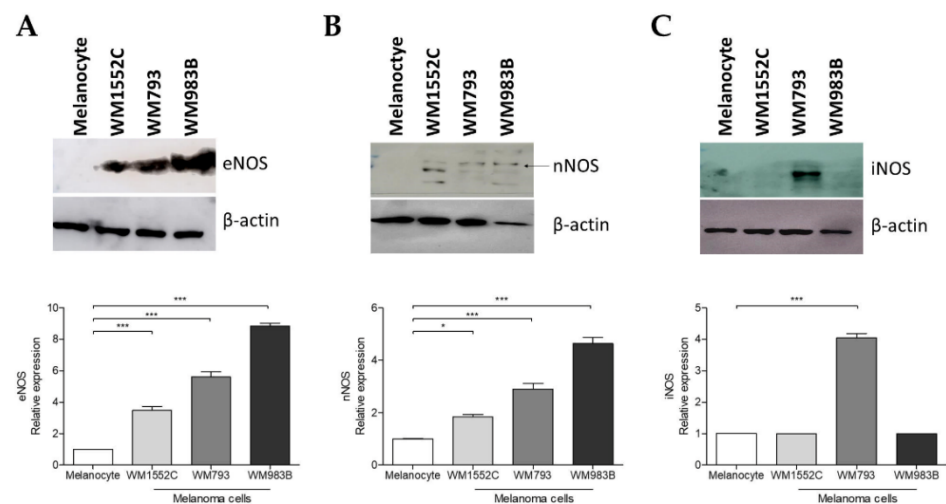 A
Melanocyte
WM1552C
WM793
WM983B
eNOS
β-actin
***
***
***
10
8
6
4
2
0
eNOS
Relative expression
Melanocyte WM1552C WM793 WM983B
Melanoma cells
B
Melanoctye
WM1552C
WM793
WM983B
nNOS
β-actin
***
***
*
6
4
2
0
nNOS
Relative expression
Melanocyte WM1552C WM793 WM983B
Melanoma cells
C
Melanocyte
WM1552C
WM793
WM983B
iNOS
β-actin
***
5
4
3
2
1
0
iNOS
Relative expression
Melanocyte WM1552C WM793 WM983B
Melanoma cells